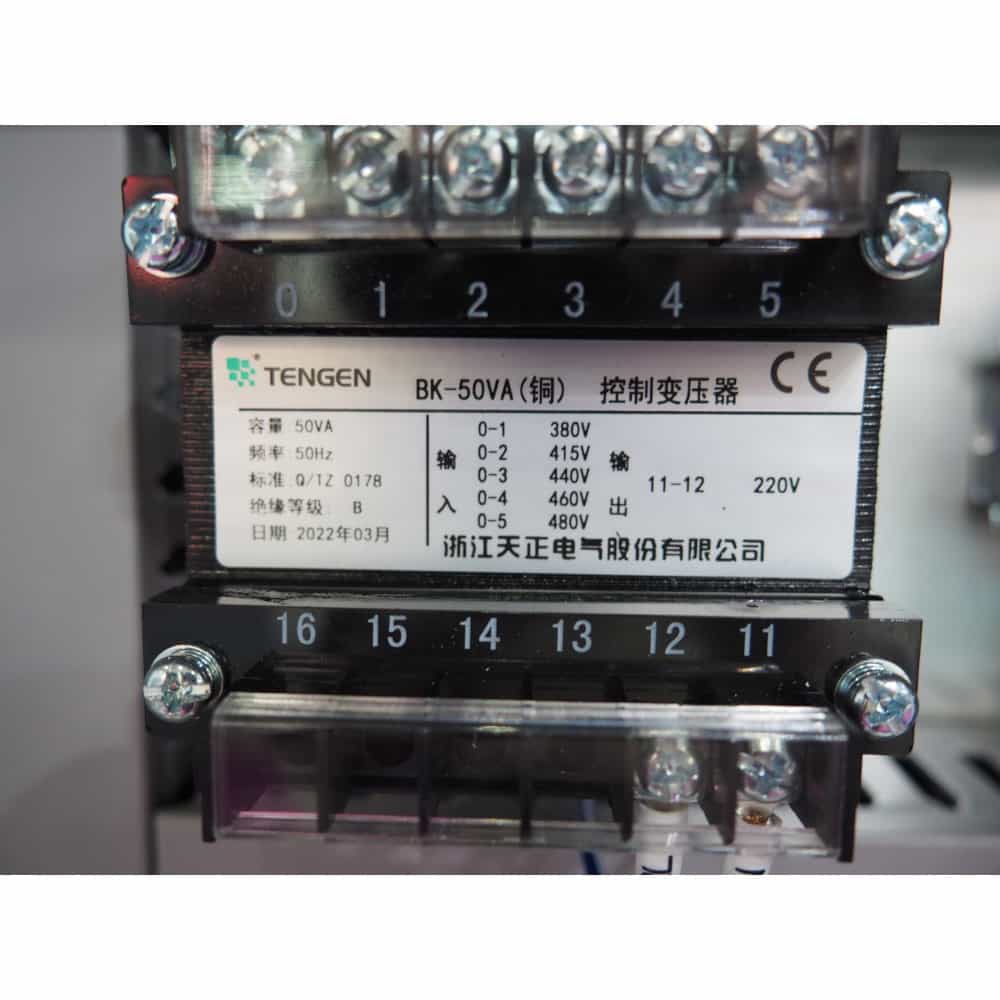 0 1 2 3 4 5
TENGEN BK-50VA(铜) 控制变压器 CE
容量 50VA
频率: 50Hz
标准: Q/TZ 0178
绝缘等级: B
日期 2022年03月
输入
0-1 380V
0-2 415V
0-3 440V
0-4 460V
0-5 480V
输出
11-12 220V
浙江天正电气股份有限公司
16 15 14 13 12 11